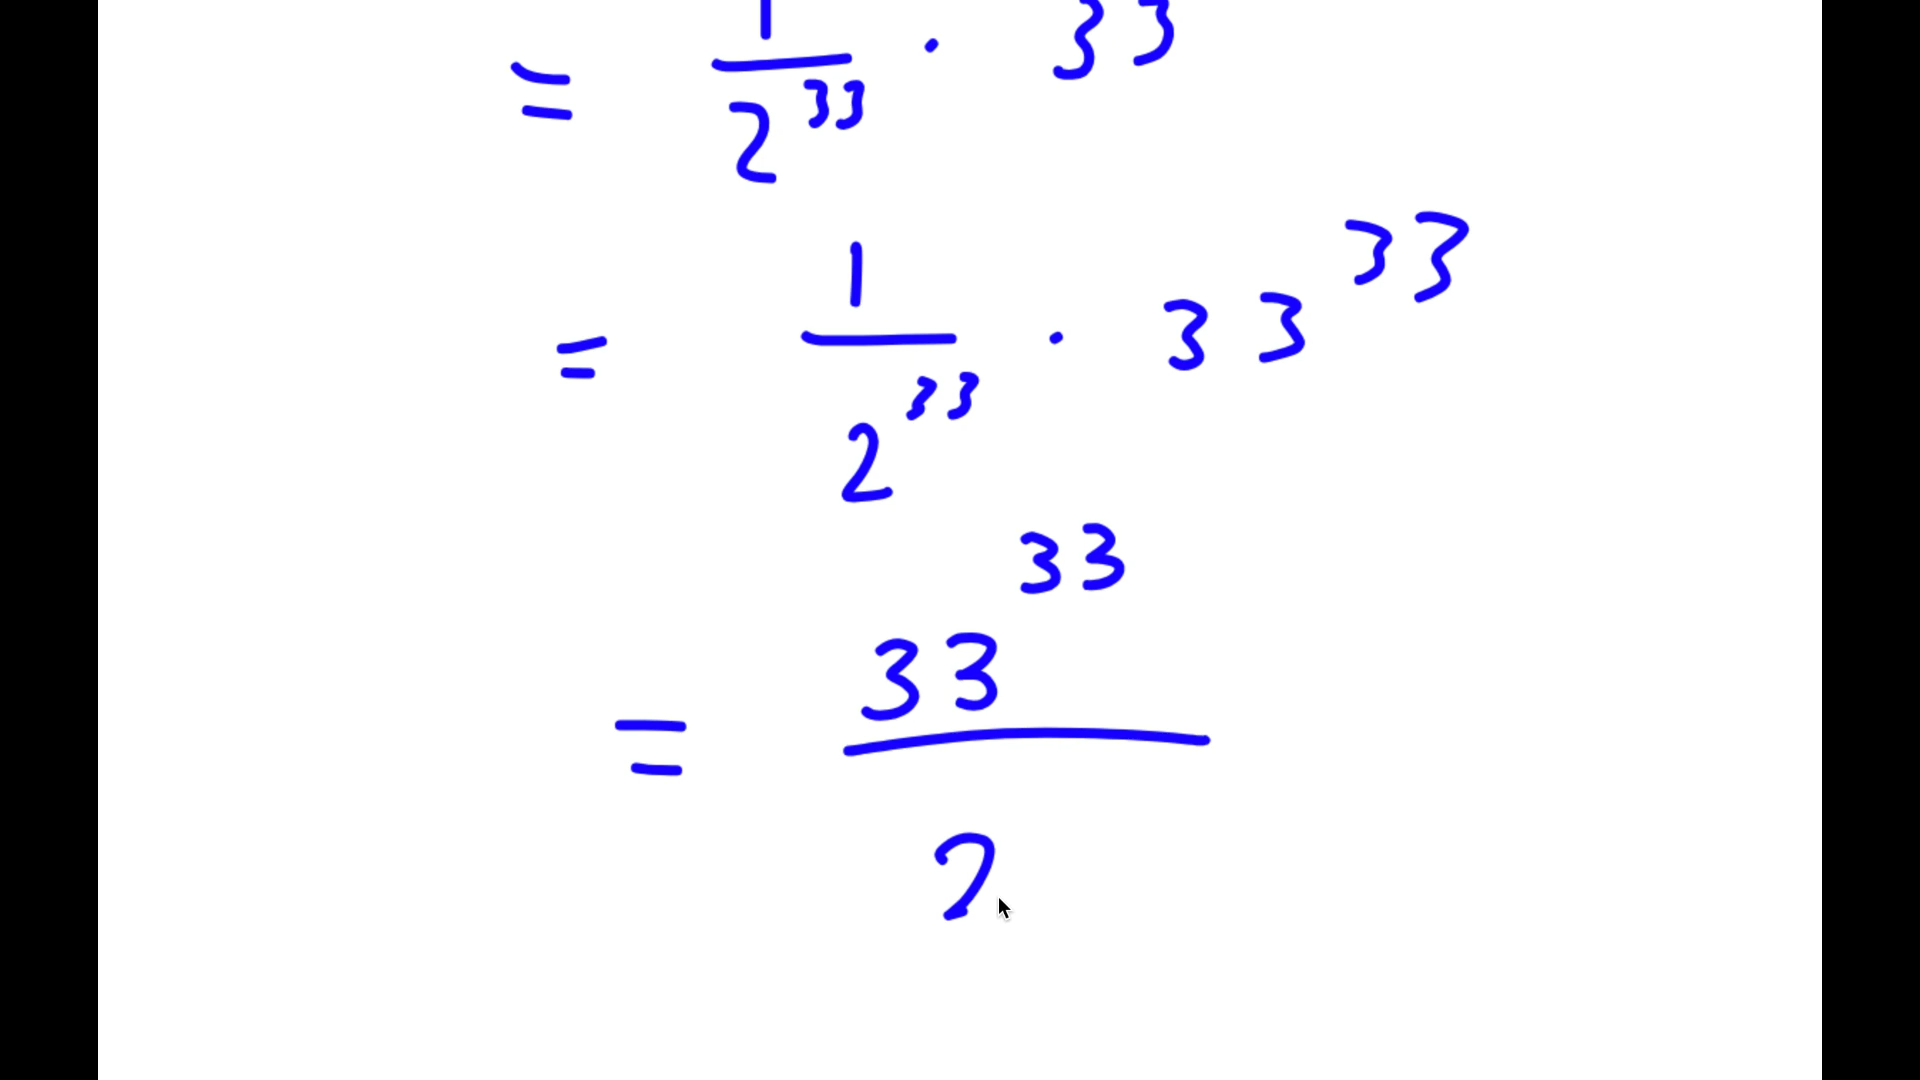 = 1/2^33 · 33
= 1/2^33 · 33^33
= 33^33/2